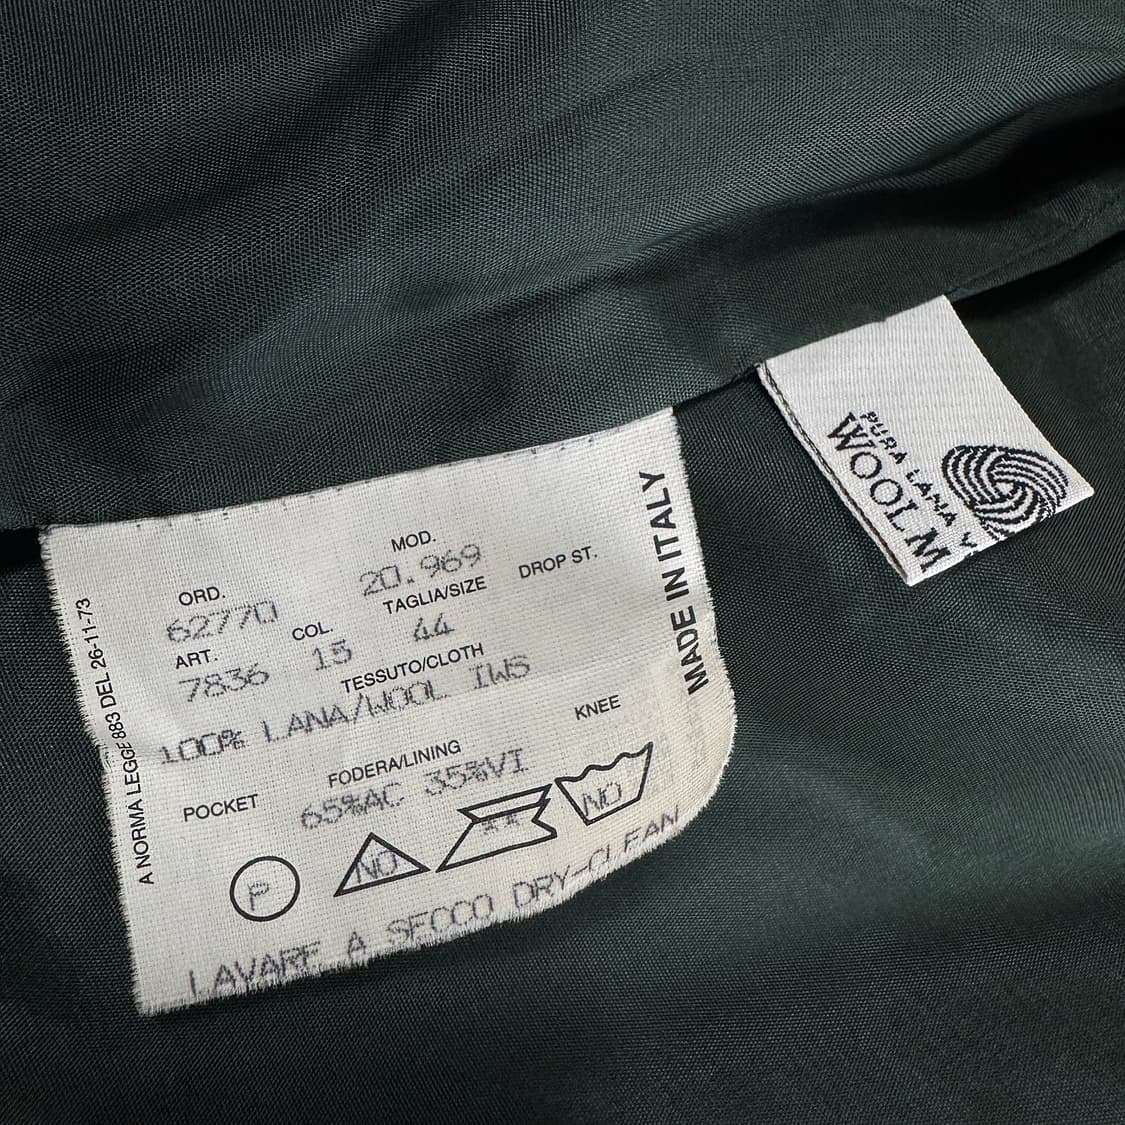 MOD.
20.969
ORD.
62770
TAGLIA/SIZE
44
DROP ST.
ART.
7836
COL.
15
TESSUTO/CLOTH
100% LANA/WOOL IWS
KNEE
FODERA/LINING
65%AC 35%VI
POCKET
P
NO
NO
LAVARE A SECCO DRY-CLEAN
A NORMA LEGGE 883 DEL 26-11-73
MADE IN ITALY
PURA LANA V
WOOL M